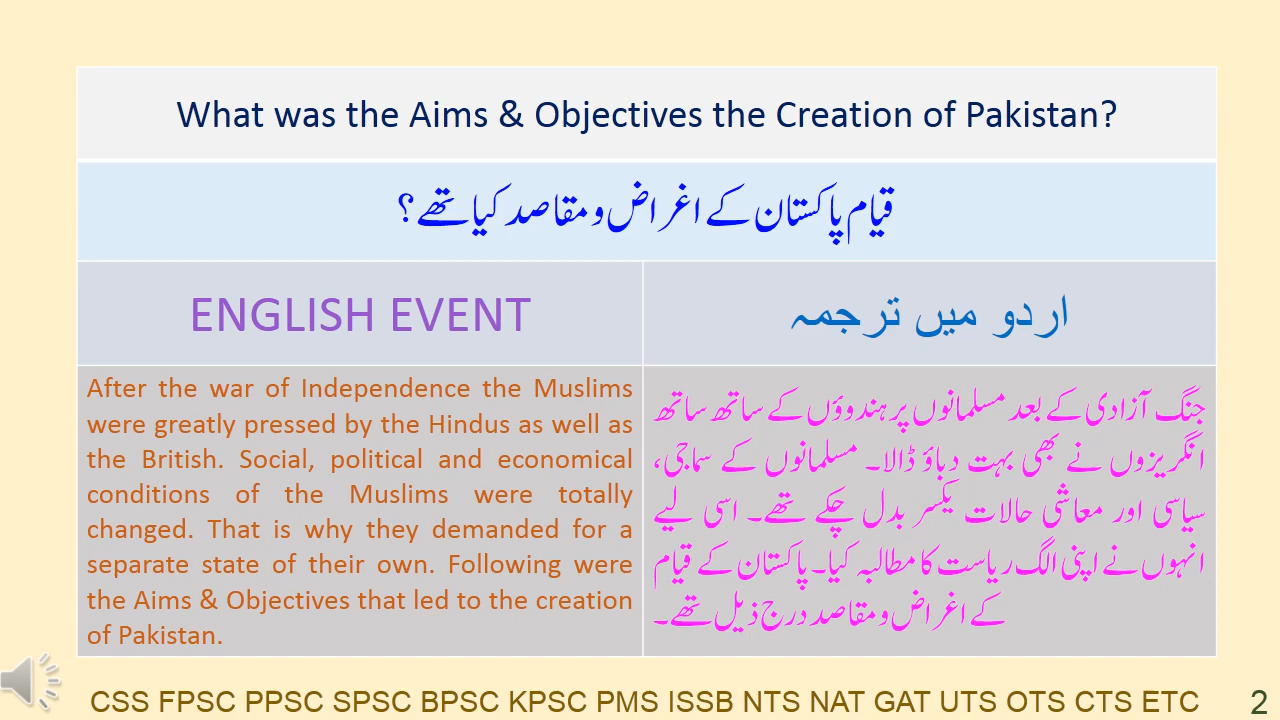 What was the Aims & Objectives the Creation of Pakistan?
قیام پاکستان کے اغراض و مقاصد کیا تھے؟
ENGLISH EVENT
اردو میں ترجمہ
After the war of Independence the Muslims
were greatly pressed by the Hindus as well as
the British. Social, political and economical
conditions of the Muslims were totally
changed. That is why they demanded for a
separate state of their own. Following were
the Aims & Objectives that led to the creation
of Pakistan.
جنگ آزادی کے بعد مسلمانوں پر ہندوؤں کے ساتھ ساتھ
انگریزوں نے بھی بہت دباؤ ڈالا۔ مسلمانوں کے سماجی،
سیاسی اور معاشی حالات یکسر بدل چکے تھے۔ اسی لیے
انہوں نے اپنی الگ ریاست کا مطالبہ کیا۔ پاکستان کے قیام
کے اغراض و مقاصد درج ذیل تھے۔
CSS FPSC PPSC SPSC BPSC KPSC PMS ISSB NTS NAT GAT UTS OTS CTS ETC
2